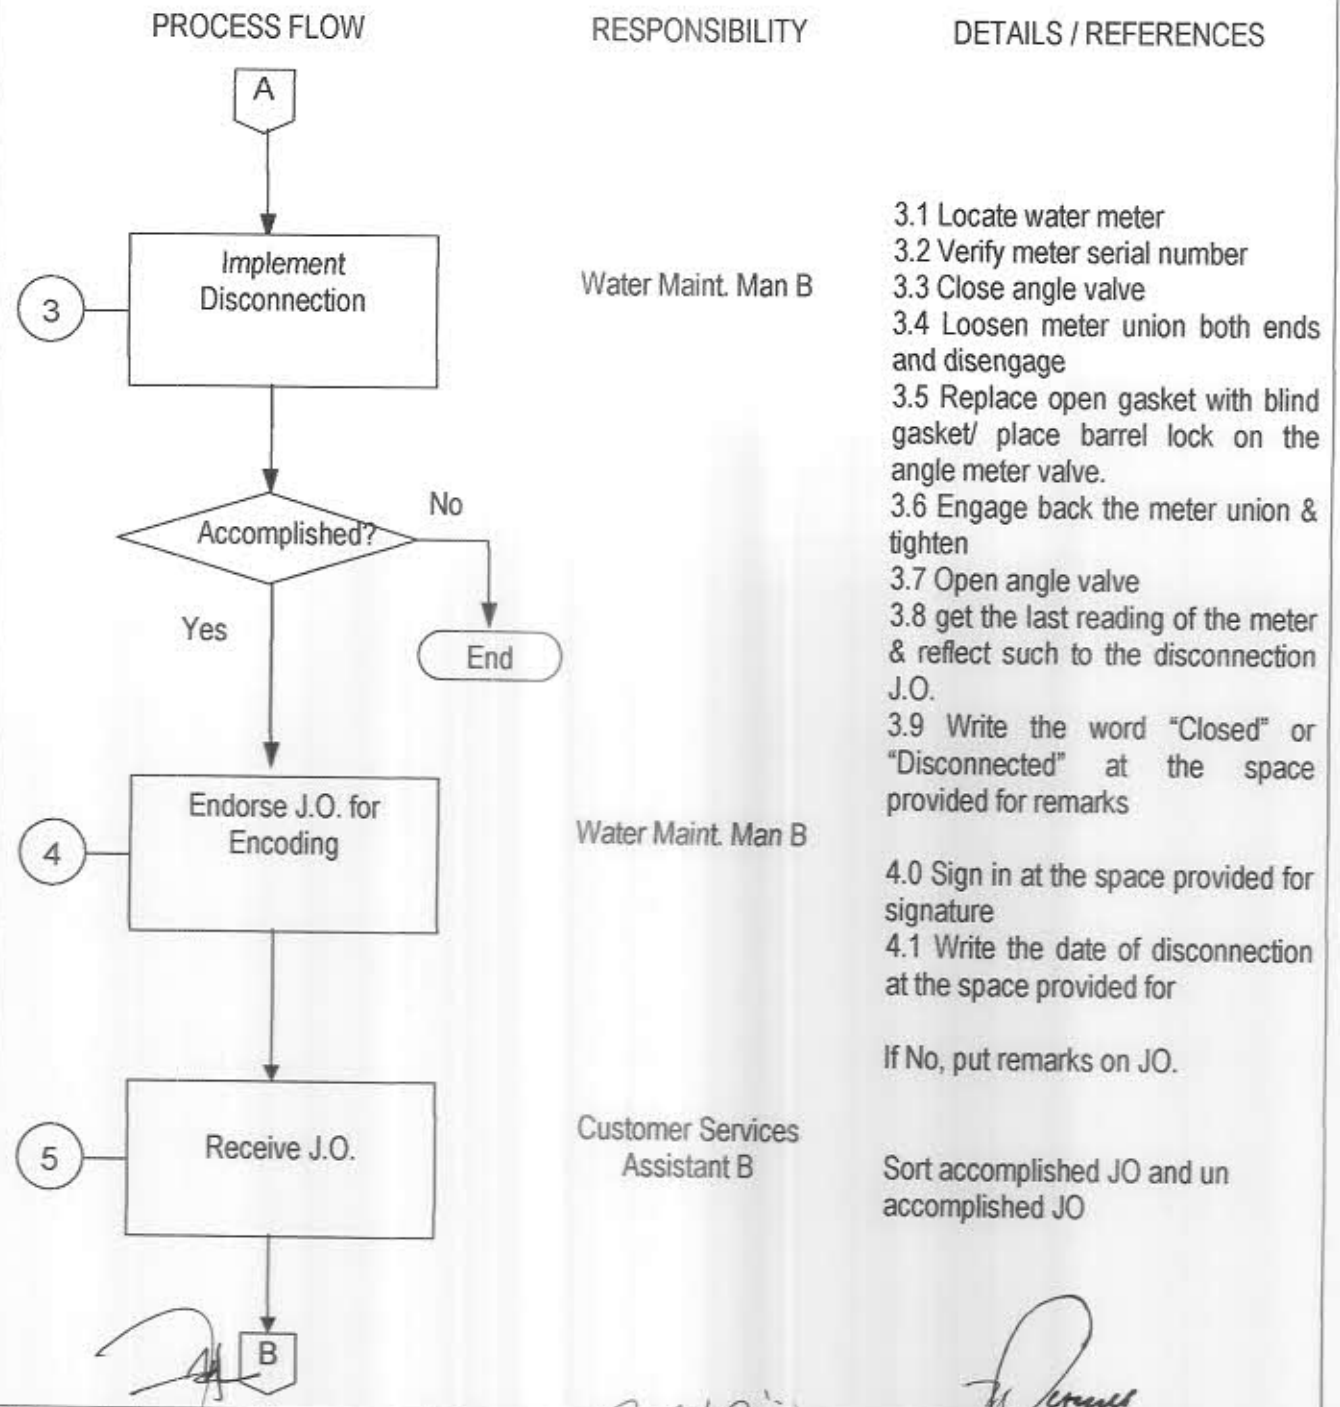 PROCESS FLOW
RESPONSIBILITY
DETAILS / REFERENCES
A
3
Implement
Disconnection
Water Maint. Man B
3.1 Locate water meter
3.2 Verify meter serial number
3.3 Close angle valve
3.4 Loosen meter union both ends
and disengage
3.5 Replace open gasket with blind
gasket/ place barrel lock on the
angle meter valve.
3.6 Engage back the meter union &
tighten
3.7 Open angle valve
3.8 get the last reading of the meter
& reflect such to the disconnection
J.O.
3.9 Write the word “Closed” or
“Disconnected” at the space
provided for remarks
Accomplished?
No
Yes
End
4
Endorse J.O. for
Encoding
Water Maint. Man B
4.0 Sign in at the space provided for
signature
4.1 Write the date of disconnection
at the space provided for
If No, put remarks on JO.
5
Receive J.O.
Customer Services
Assistant B
Sort accomplished JO and un
accomplished JO
B